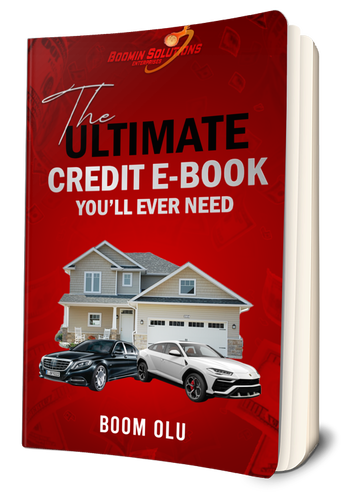 BOOMIN SOLUTIONS
ENTERPRISES
The
ULTIMATE
CREDIT E-BOOK
YOU'LL EVER NEED
BOOM OLU